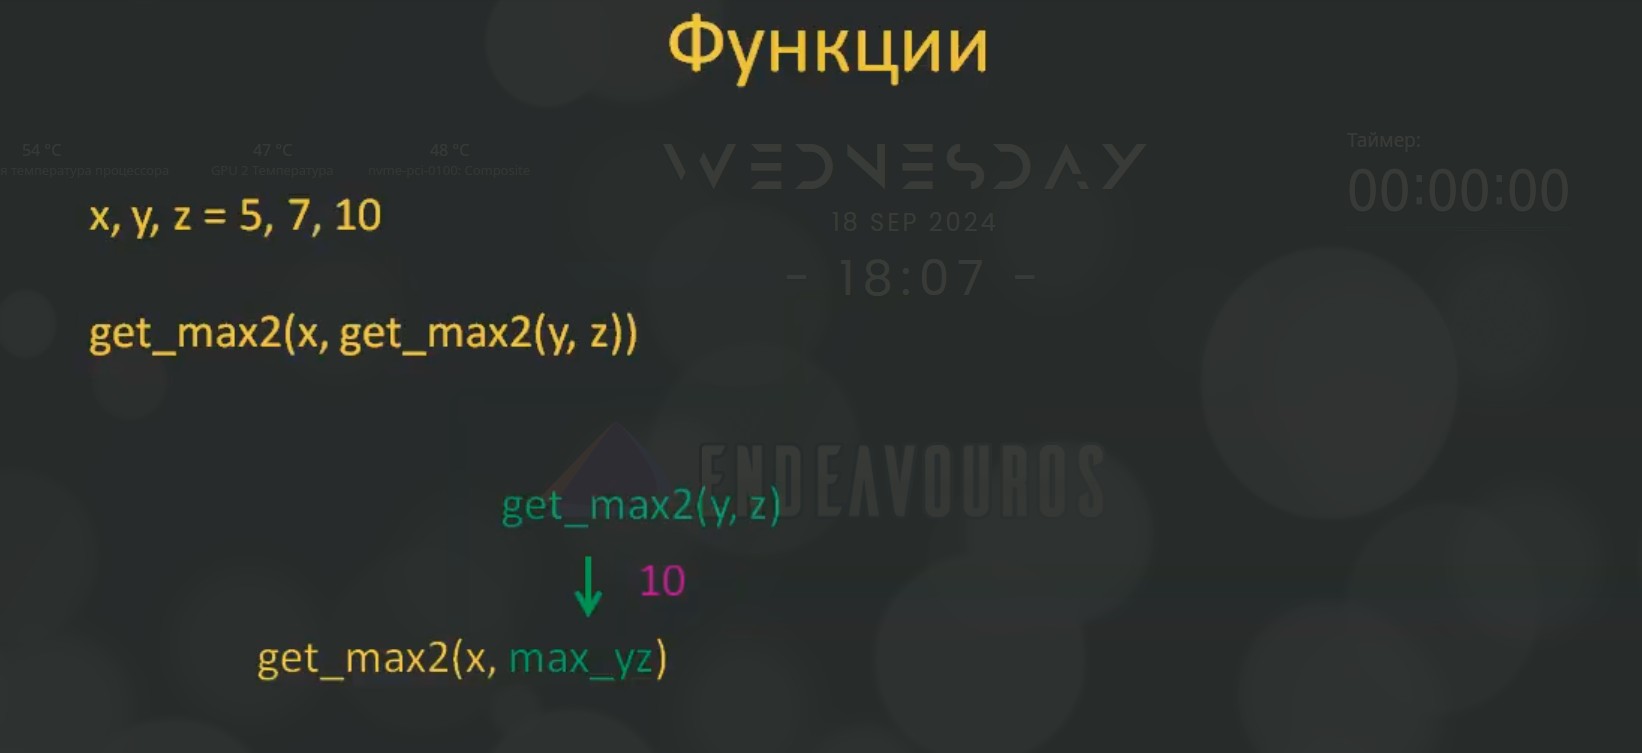 Функции
54 °C
47 °C
48 °C
Таймер:
я температура процессора
GPU 2 Температура
nvme-pci-0100: Composite
WEDNESDAY
00:00:00
x, y, z = 5, 7, 10
18 SEP 2024
- 18:07 -
get_max2(x, get_max2(y, z))
ENDEAVOUROS
get_max2(y, z)
10
get_max2(x, max_yz)